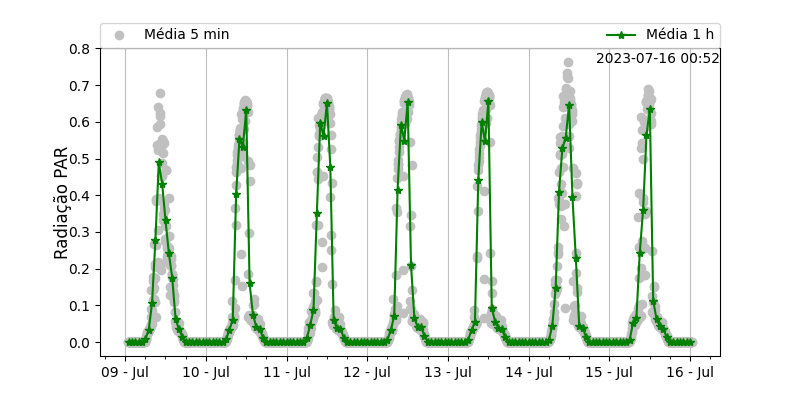 Média 5 min
Média 1 h
2023-07-16 00:52
Radiação PAR
0.8
0.7
0.6
0.5
0.4
0.3
0.2
0.1
0.0
09 - Jul
10 - Jul
11 - Jul
12 - Jul
13 - Jul
14 - Jul
15 - Jul
16 - Jul